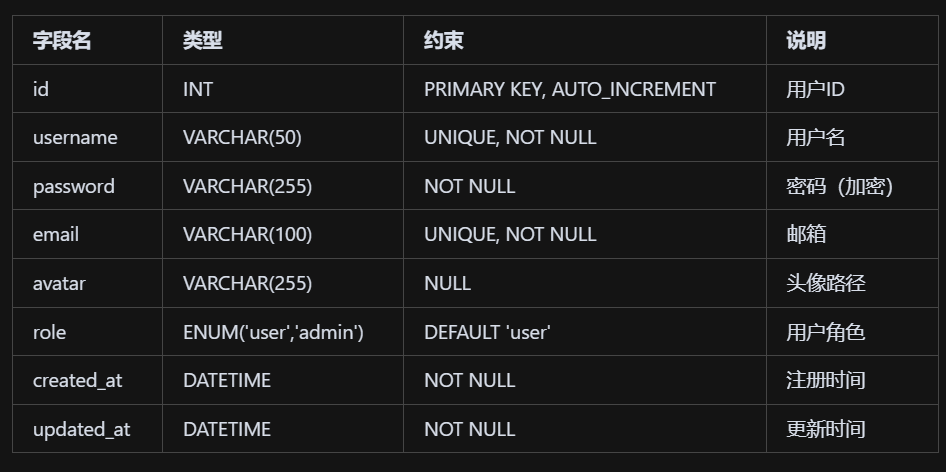 字段名 类型 约束 说明
id INT PRIMARY KEY, AUTO_INCREMENT 用户ID
username VARCHAR(50) UNIQUE, NOT NULL 用户名
password VARCHAR(255) NOT NULL 密码（加密）
email VARCHAR(100) UNIQUE, NOT NULL 邮箱
avatar VARCHAR(255) NULL 头像路径
role ENUM('user','admin') DEFAULT 'user' 用户角色
created_at DATETIME NOT NULL 注册时间
updated_at DATETIME NOT NULL 更新时间